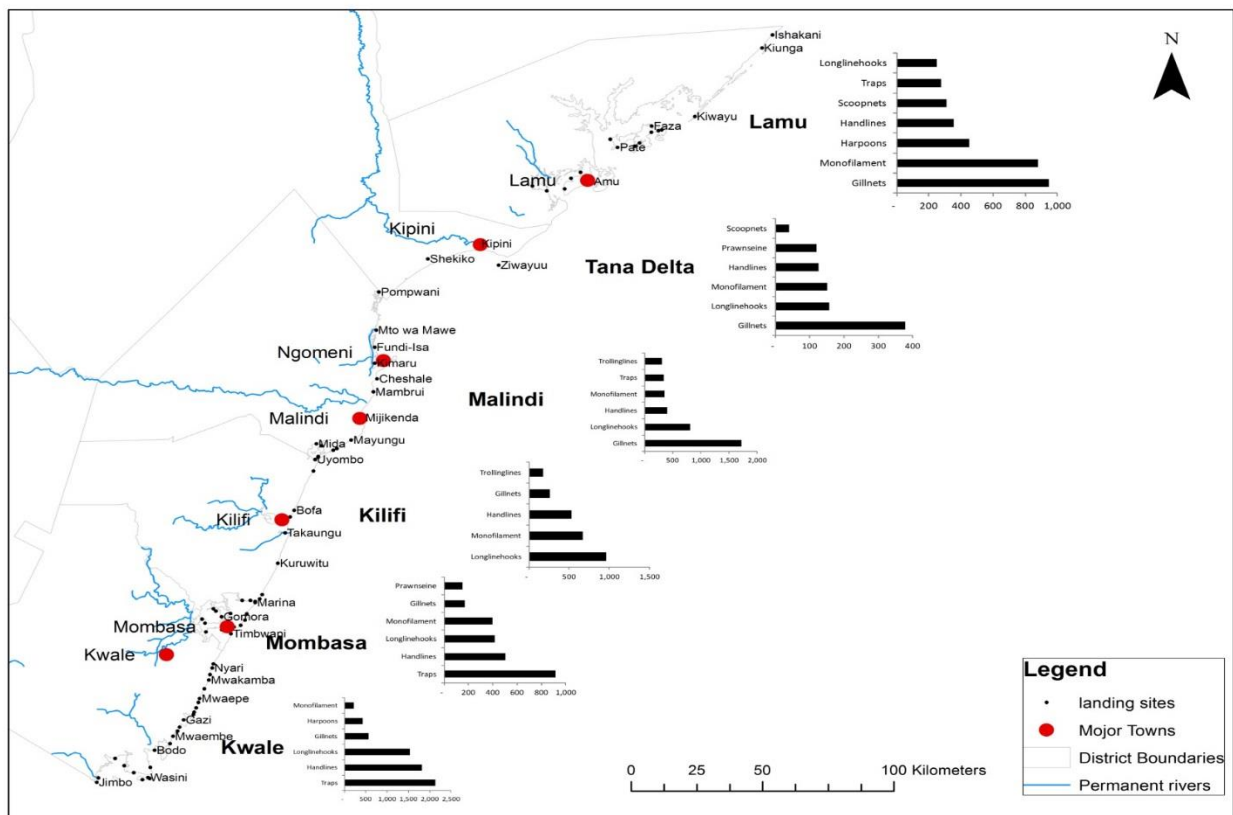 N
Ishakani
Kiunga
Kiwayu
Faza
Pate
Lamu
Amu
Lamu
Longlinehooks
Traps
Scoopnets
Handlines
Harpoons
Monofilament
Gillnets
- 200 400 600 800 1,000
Kipini
Kipini
Shekiko
Ziwayuu
Pompwani
Tana Delta
Scoopnets
Prawnseine
Handlines
Monofilament
Longlinehooks
Gillnets
- 100 200 300 400
Mto wa Mawe
Fundi-Isa
Ngomeni
Kimaru
Cheshale
Mambrui
Malindi
Mijikenda
Mayungu
Mida
Uyombo
Malindi
Trollinglines
Traps
Monofilament
Handlines
Longlinehooks
Gillnets
- 500 1,000 1,500 2,000
Bofa
Kilifi
Takaungu
Kuruwitu
Kilifi
Trollinglines
Gillnets
Handlines
Monofilament
Longlinehooks
- 500 1,000 1,500
Marina
Gomora
Mombasa
Timbwani
Mombasa
Prawnseine
Gillnets
Monofilament
Longlinehooks
Handlines
Traps
- 200 400 600 800 1,000
Kwale
Nyari
Mwakamba
Mwaepe
Gazi
Mwaembe
Bodo
Wasini
Jimbo
Kwale
Monofilament
Harpoons
Gillnets
Longlinehooks
Handlines
Traps
- 500 1,000 1,500 2,000 2,500
0 25 50 100 Kilometers
Legend
landing sites
Mojor Towns
District Boundaries
Permanent rivers